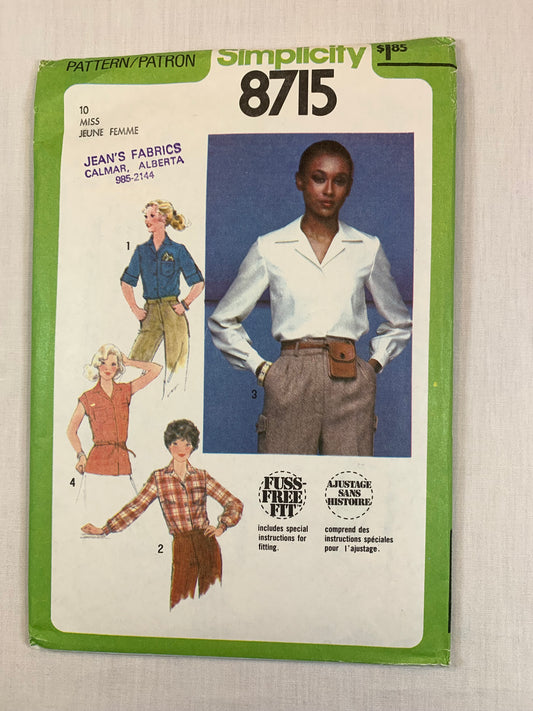 PATTERN/PATRON
Simplicity
$1.85
8715
10
MISS
JEUNE FEMME
JEAN'S FABRICS
CALMAR, ALBERTA
985-2144
1
3
4
2
FUSS-
FREE
FIT
includes special
instructions for
fitting.
AJUSTAGE
SANS
HISTOIRE
comprend des
instructions spéciales
pour l'ajustage.